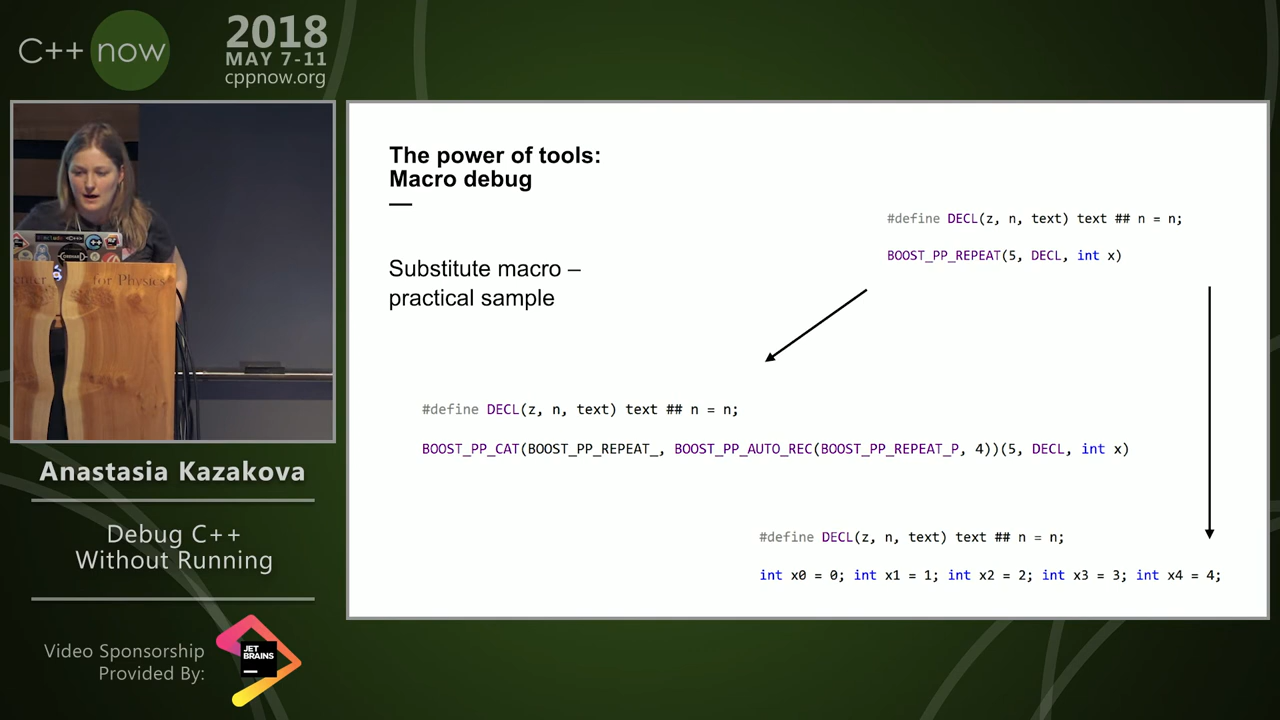 C++ now
2018
MAY 7-11
cppnow.org
for Physics
Anastasia Kazakova
Debug C++
Without Running
Video Sponsorship
Provided By:
JET
BRAINS
The power of tools:
Macro debug
Substitute macro –
practical sample
#define DECL(z, n, text) text ## n = n;
BOOST_PP_REPEAT(5, DECL, int x)
#define DECL(z, n, text) text ## n = n;
BOOST_PP_CAT(BOOST_PP_REPEAT_, BOOST_PP_AUTO_REC(BOOST_PP_REPEAT_P, 4))(5, DECL, int x)
#define DECL(z, n, text) text ## n = n;
int x0 = 0; int x1 = 1; int x2 = 2; int x3 = 3; int x4 = 4;